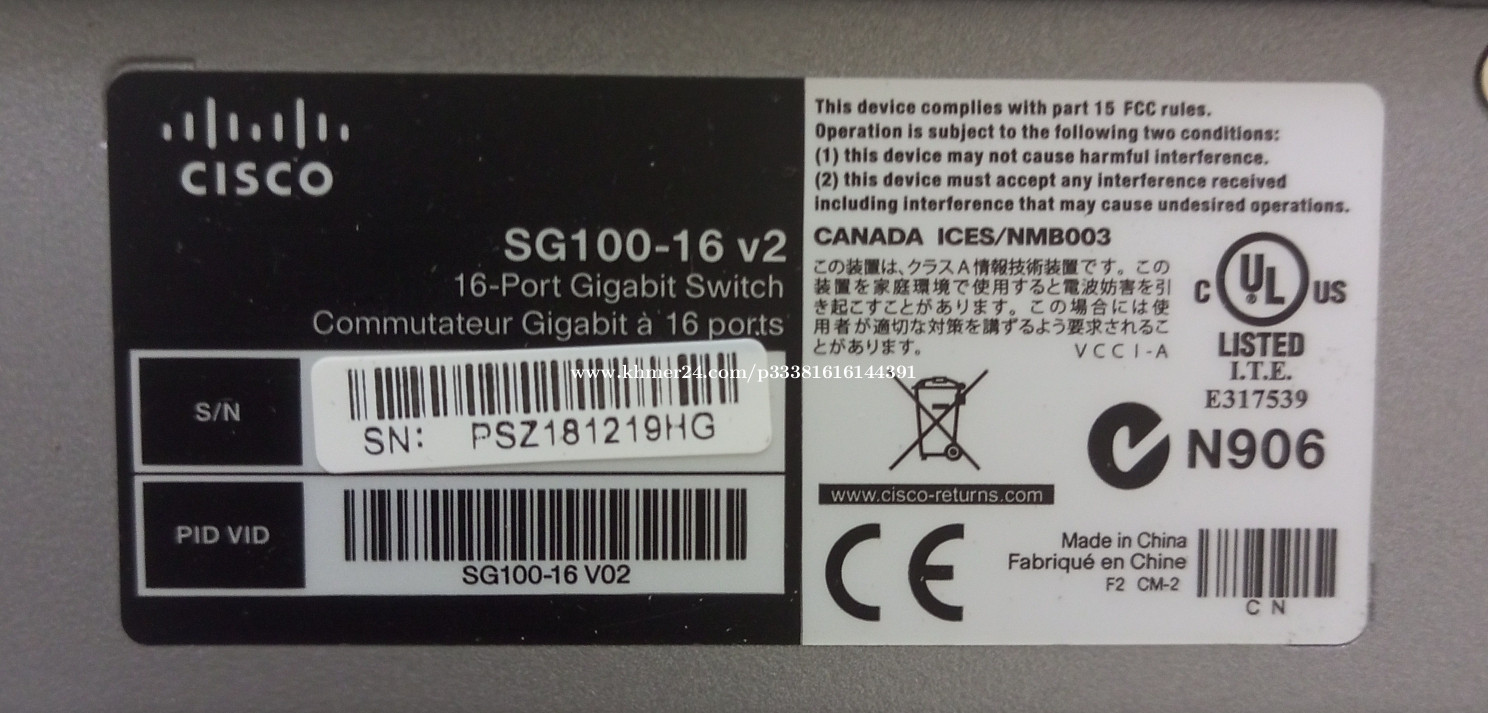 CISCO
SG100-16 v2
16-Port Gigabit Switch
Commutateur Gigabit à 16 ports
S/N
SN: PSZ181219HG
PID VID
SG100-16 V02
This device complies with part 15 FCC rules.
Operation is subject to the following two conditions:
(1) this device may not cause harmful interference.
(2) this device must accept any interference received
including interference that may cause undesired operations.
CANADA ICES/NMB003
この装置は、クラスA情報技術装置です。この
装置を家庭環境で使用すると電波妨害を引
き起こすことがあります。この場合には使
用者が適切な対策を講ずるよう要求されるこ
とがあります。
VCCI-A
C UL ® US
LISTED
I.T.E.
E317539
N906
www.cisco-returns.com
CE
Made in China
Fabriqué en Chine
F2 CM-2
CN
www.khmer24.com/p33381616144391